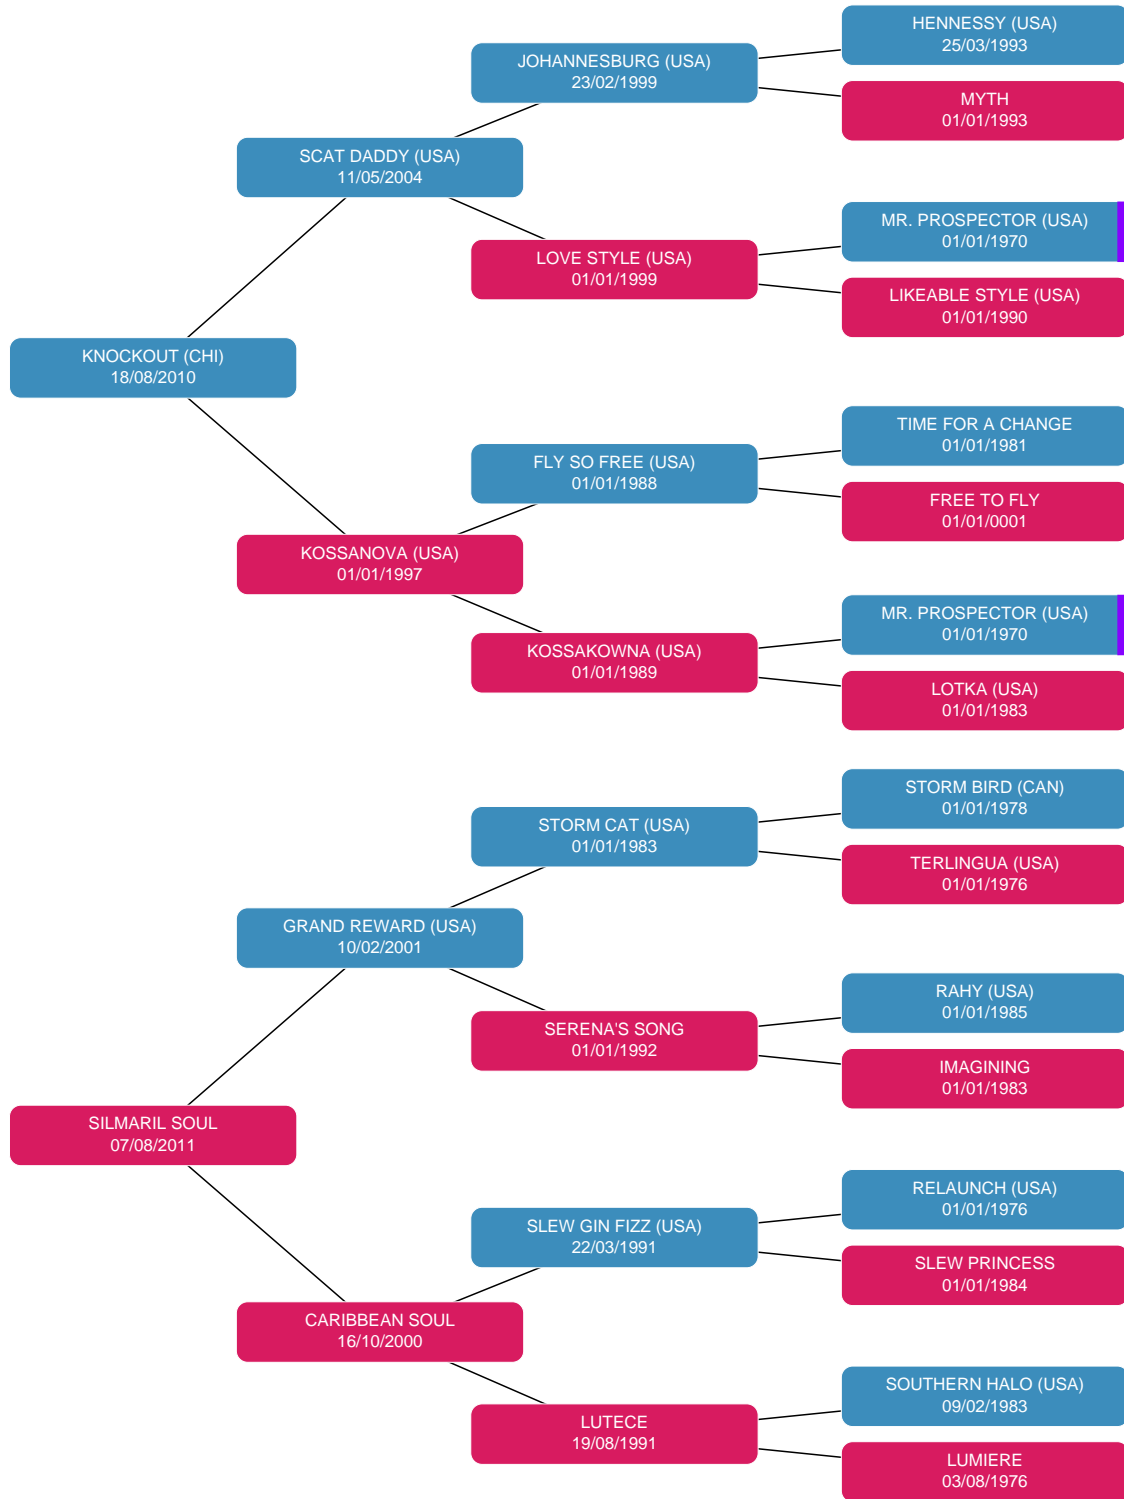 HENNESSY (USA)
25/03/1993
JOHANNESBURG (USA)
23/02/1999
MYTH
01/01/1993
SCAT DADDY (USA)
11/05/2004
MR. PROSPECTOR (USA)
01/01/1970
LOVE STYLE (USA)
01/01/1999
LIKEABLE STYLE (USA)
01/01/1990
KNOCKOUT (CHI)
18/08/2010
TIME FOR A CHANGE
01/01/1981
FLY SO FREE (USA)
01/01/1988
FREE TO FLY
01/01/0001
KOSSANOVA (USA)
01/01/1997
MR. PROSPECTOR (USA)
01/01/1970
KOSSAKOWNA (USA)
01/01/1989
LOTKA (USA)
01/01/1983
STORM BIRD (CAN)
01/01/1978
STORM CAT (USA)
01/01/1983
TERLINGUA (USA)
01/01/1976
GRAND REWARD (USA)
10/02/2001
RAHY (USA)
01/01/1985
SERENA'S SONG
01/01/1992
IMAGINING
01/01/1983
SILMARIL SOUL
07/08/2011
RELAUNCH (USA)
01/01/1976
SLEW GIN FIZZ (USA)
22/03/1991
SLEW PRINCESS
01/01/1984
CARIBBEAN SOUL
16/10/2000
SOUTHERN HALO (USA)
09/02/1983
LUTECE
19/08/1991
LUMIERE
03/08/1976